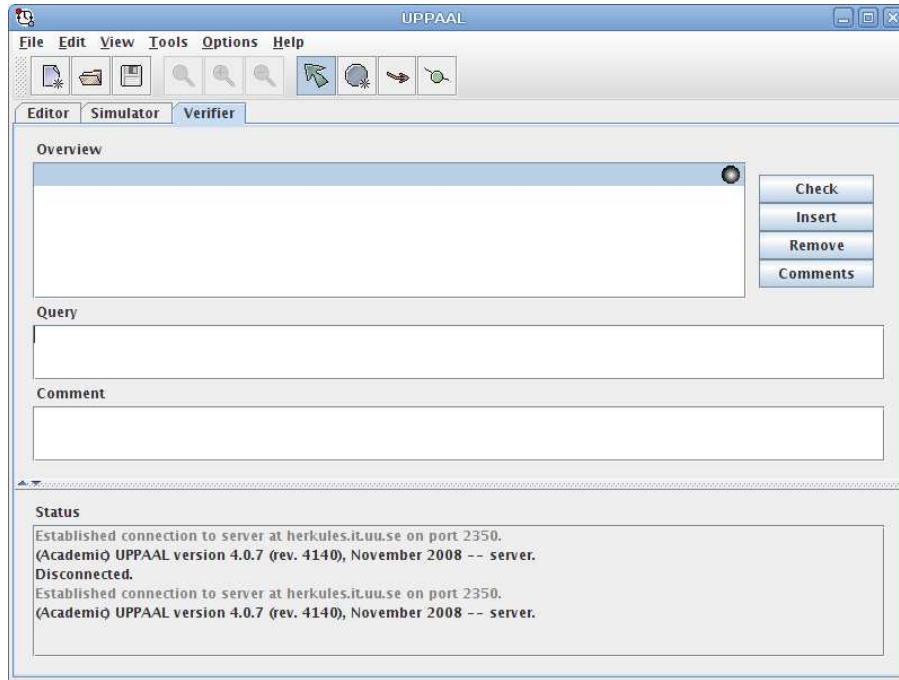 UPPAAL
File Edit View Tools Options Help
Editor Simulator Verifier
Overview
Check
Insert
Remove
Comments
Query
Comment
Status
Established connection to server at herkules.it.uu.se on port 2350.
(Academic) UPPAAL version 4.0.7 (rev. 4140), November 2008 -- server.
Disconnected.
Established connection to server at herkules.it.uu.se on port 2350.
(Academic) UPPAAL version 4.0.7 (rev. 4140), November 2008 -- server.